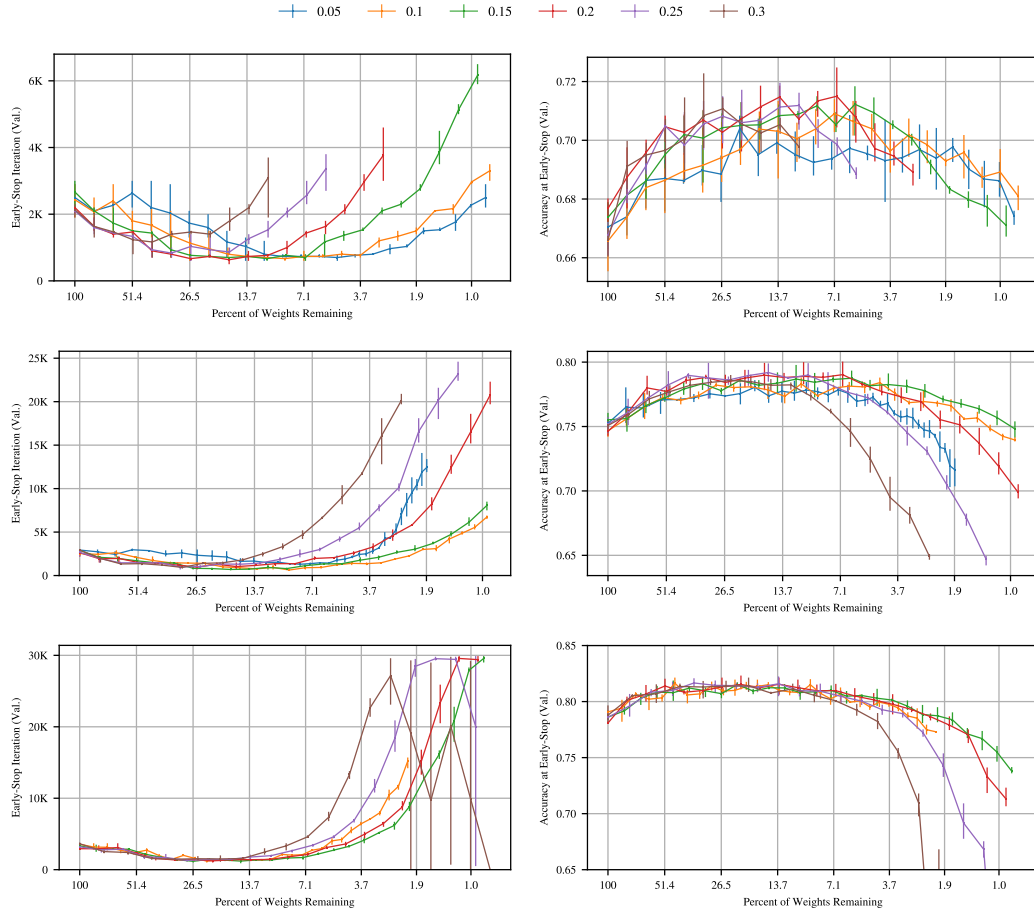 0.05 0.1 0.15 0.2 0.25 0.3
6K
4K
2K
0
100 51.4 26.5 13.7 7.1 3.7 1.9 1.0
Percent of Weights Remaining
Early-Stop Iteration (Val.)
0.72
0.70
0.68
0.66
100 51.4 26.5 13.7 7.1 3.7 1.9 1.0
Percent of Weights Remaining
Accuracy at Early-Stop (Val.)
25K
20K
15K
10K
5K
0
100 51.4 26.5 13.7 7.1 3.7 1.9 1.0
Percent of Weights Remaining
Early-Stop Iteration (Val.)
0.80
0.75
0.70
0.65
100 51.4 26.5 13.7 7.1 3.7 1.9 1.0
Percent of Weights Remaining
Accuracy at Early-Stop (Val.)
30K
20K
10K
0
100 51.4 26.5 13.7 7.1 3.7 1.9 1.0
Percent of Weights Remaining
Early-Stop Iteration (Val.)
0.85
0.80
0.75
0.70
0.65
100 51.4 26.5 13.7 7.1 3.7 1.9 1.0
Percent of Weights Remaining
Accuracy at Early-Stop (Val.)